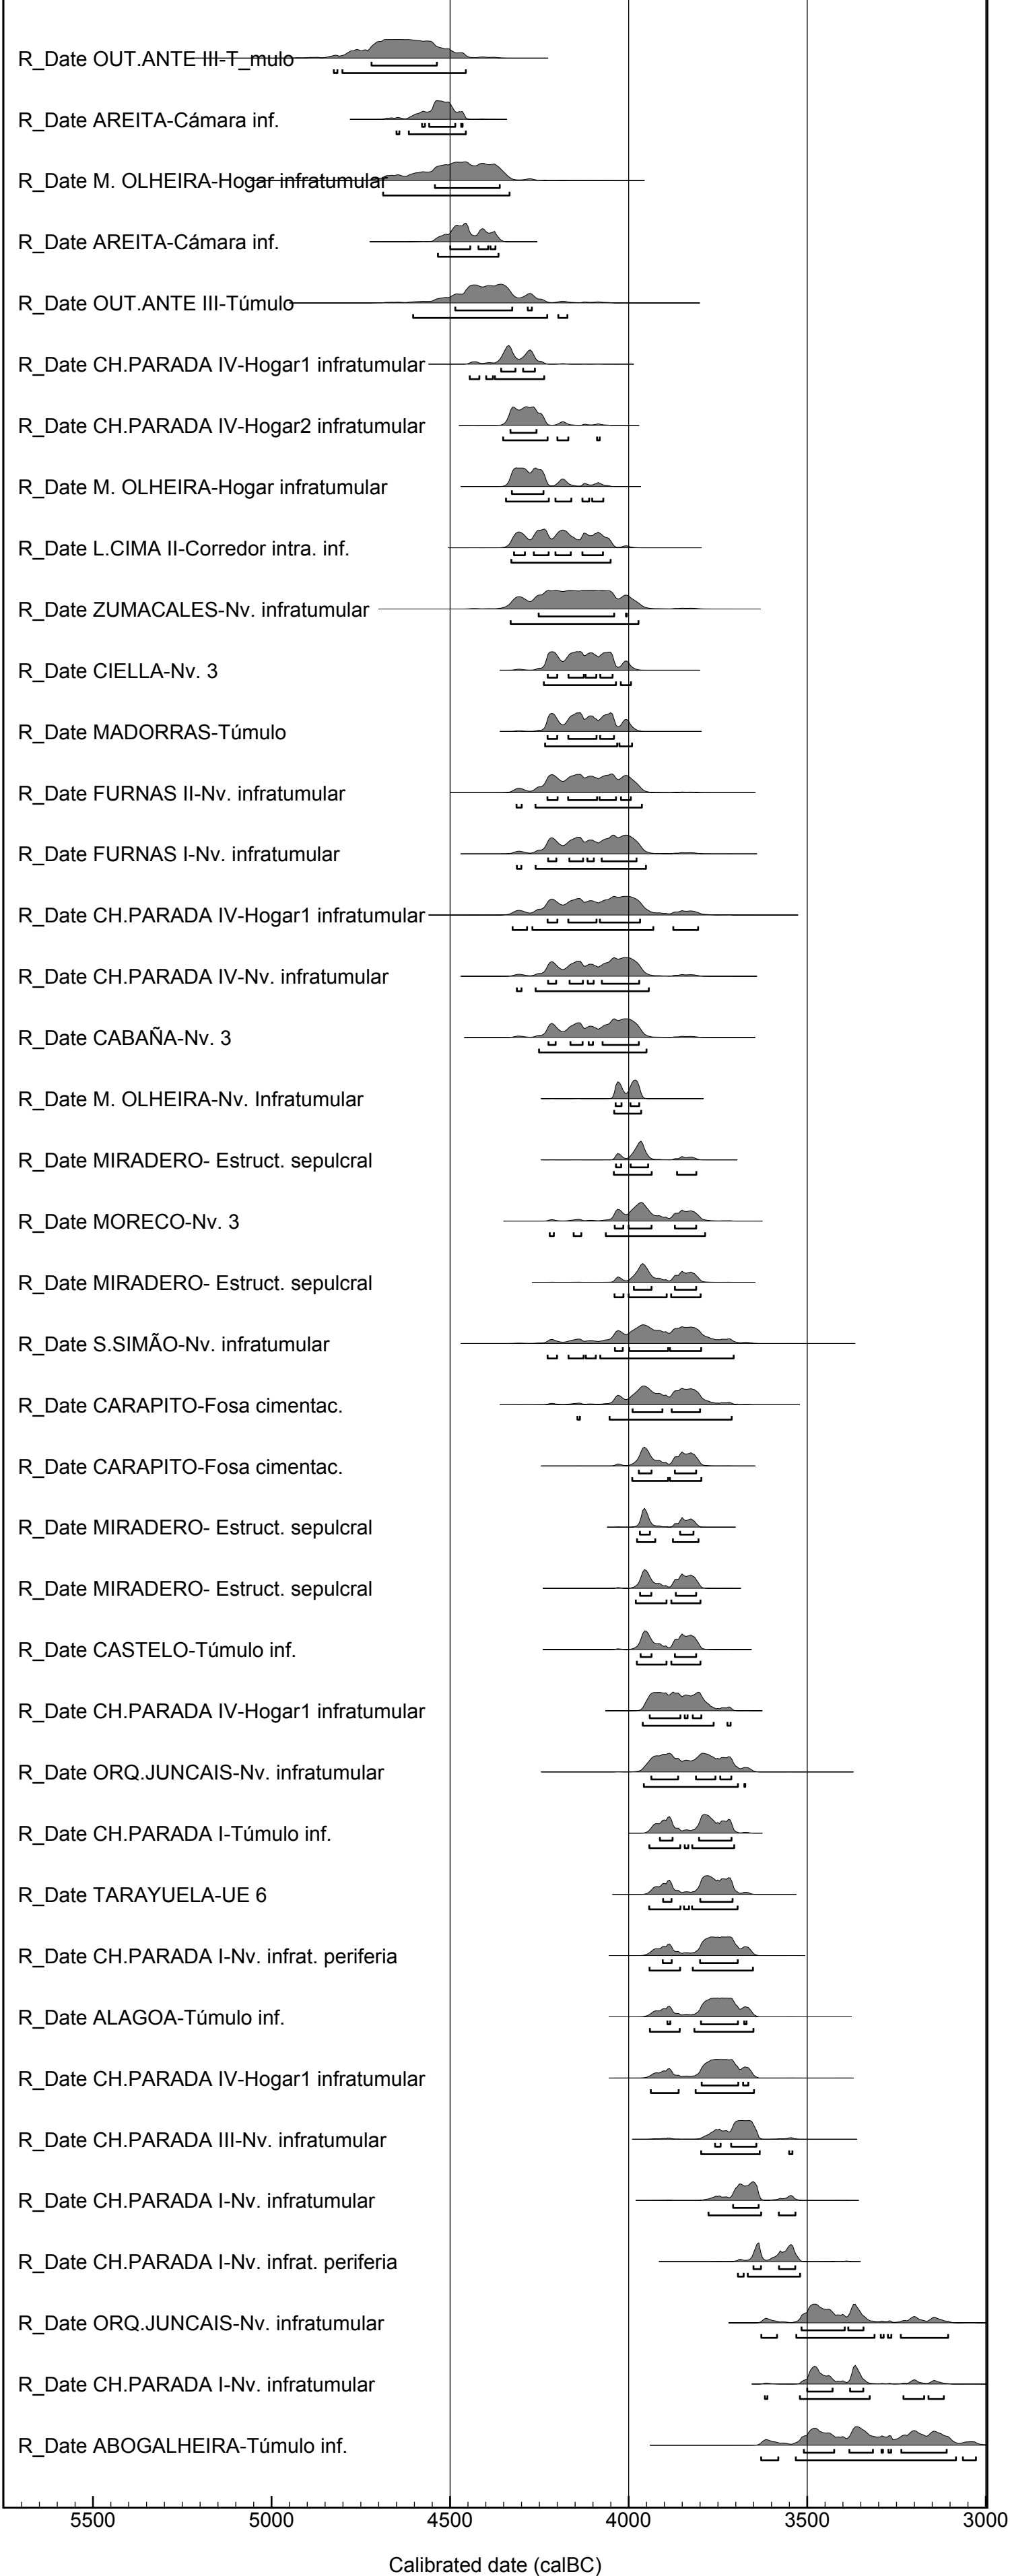 R_Date OUT.ANTE III-T_mulo
R_Date AREITA-Cámara inf.
R_Date M. OLHEIRA-Hogar infratumular
R_Date AREITA-Cámara inf.
R_Date OUT.ANTE III-Túmulo
R_Date CH.PARADA IV-Hogar1 infratumular
R_Date CH.PARADA IV-Hogar2 infratumular
R_Date M. OLHEIRA-Hogar infratumular
R_Date L.CIMA II-Corredor intra. inf.
R_Date ZUMACALES-Nv. infratumular
R_Date CIELLA-Nv. 3
R_Date MADORRAS-Túmulo
R_Date FURNAS II-Nv. infratumular
R_Date FURNAS I-Nv. infratumular
R_Date CH.PARADA IV-Hogar1 infratumular
R_Date CH.PARADA IV-Nv. infratumular
R_Date CABAÑA-Nv. 3
R_Date M. OLHEIRA-Nv. Infratumular
R_Date MIRADERO- Estruct. sepulcral
R_Date MORECO-Nv. 3
R_Date MIRADERO- Estruct. sepulcral
R_Date S.SIMÃO-Nv. infratumular
R_Date CARAPITO-Fosa cimentac.
R_Date CARAPITO-Fosa cimentac.
R_Date MIRADERO- Estruct. sepulcral
R_Date MIRADERO- Estruct. sepulcral
R_Date CASTELO-Túmulo inf.
R_Date CH.PARADA IV-Hogar1 infratumular
R_Date ORQ.JUNCAIS-Nv. infratumular
R_Date CH.PARADA I-Túmulo inf.
R_Date TARAYUELA-UE 6
R_Date CH.PARADA I-Nv. infrat. periferia
R_Date ALAGOA-Túmulo inf.
R_Date CH.PARADA IV-Hogar1 infratumular
R_Date CH.PARADA III-Nv. infratumular
R_Date CH.PARADA I-Nv. infratumular
R_Date CH.PARADA I-Nv. infrat. periferia
R_Date ORQ.JUNCAIS-Nv. infratumular
R_Date CH.PARADA I-Nv. infratumular
R_Date ABOGALHEIRA-Túmulo inf.
5500 5000 4500 4000 3500 3000
Calibrated date (calBC)